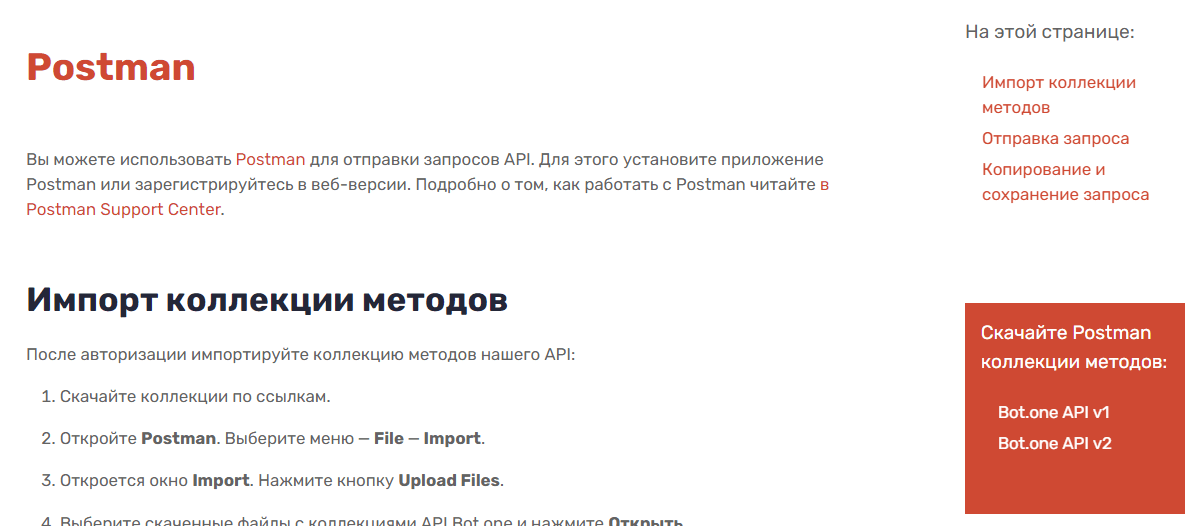 Postman
Вы можете использовать Postman для отправки запросов API. Для этого установите приложение
Postman или зарегистрируйтесь в веб-версии. Подробно о том, как работать с Postman читайте в
Postman Support Center.
Импорт коллекции методов
После авторизации импортируйте коллекцию методов нашего API:
1. Скачайте коллекции по ссылкам.
2. Откройте Postman. Выберите меню — File — Import.
3. Откроется окно Import. Нажмите кнопку Upload Files.
4. Выберите скаченные файлы с коллекциями API Bot.one и нажмите Открыть.
На этой странице:
Импорт коллекции
методов
Отправка запроса
Копирование и
сохранение запроса
Скачайте Postman
коллекции методов:
Bot.one API v1
Bot.one API v2